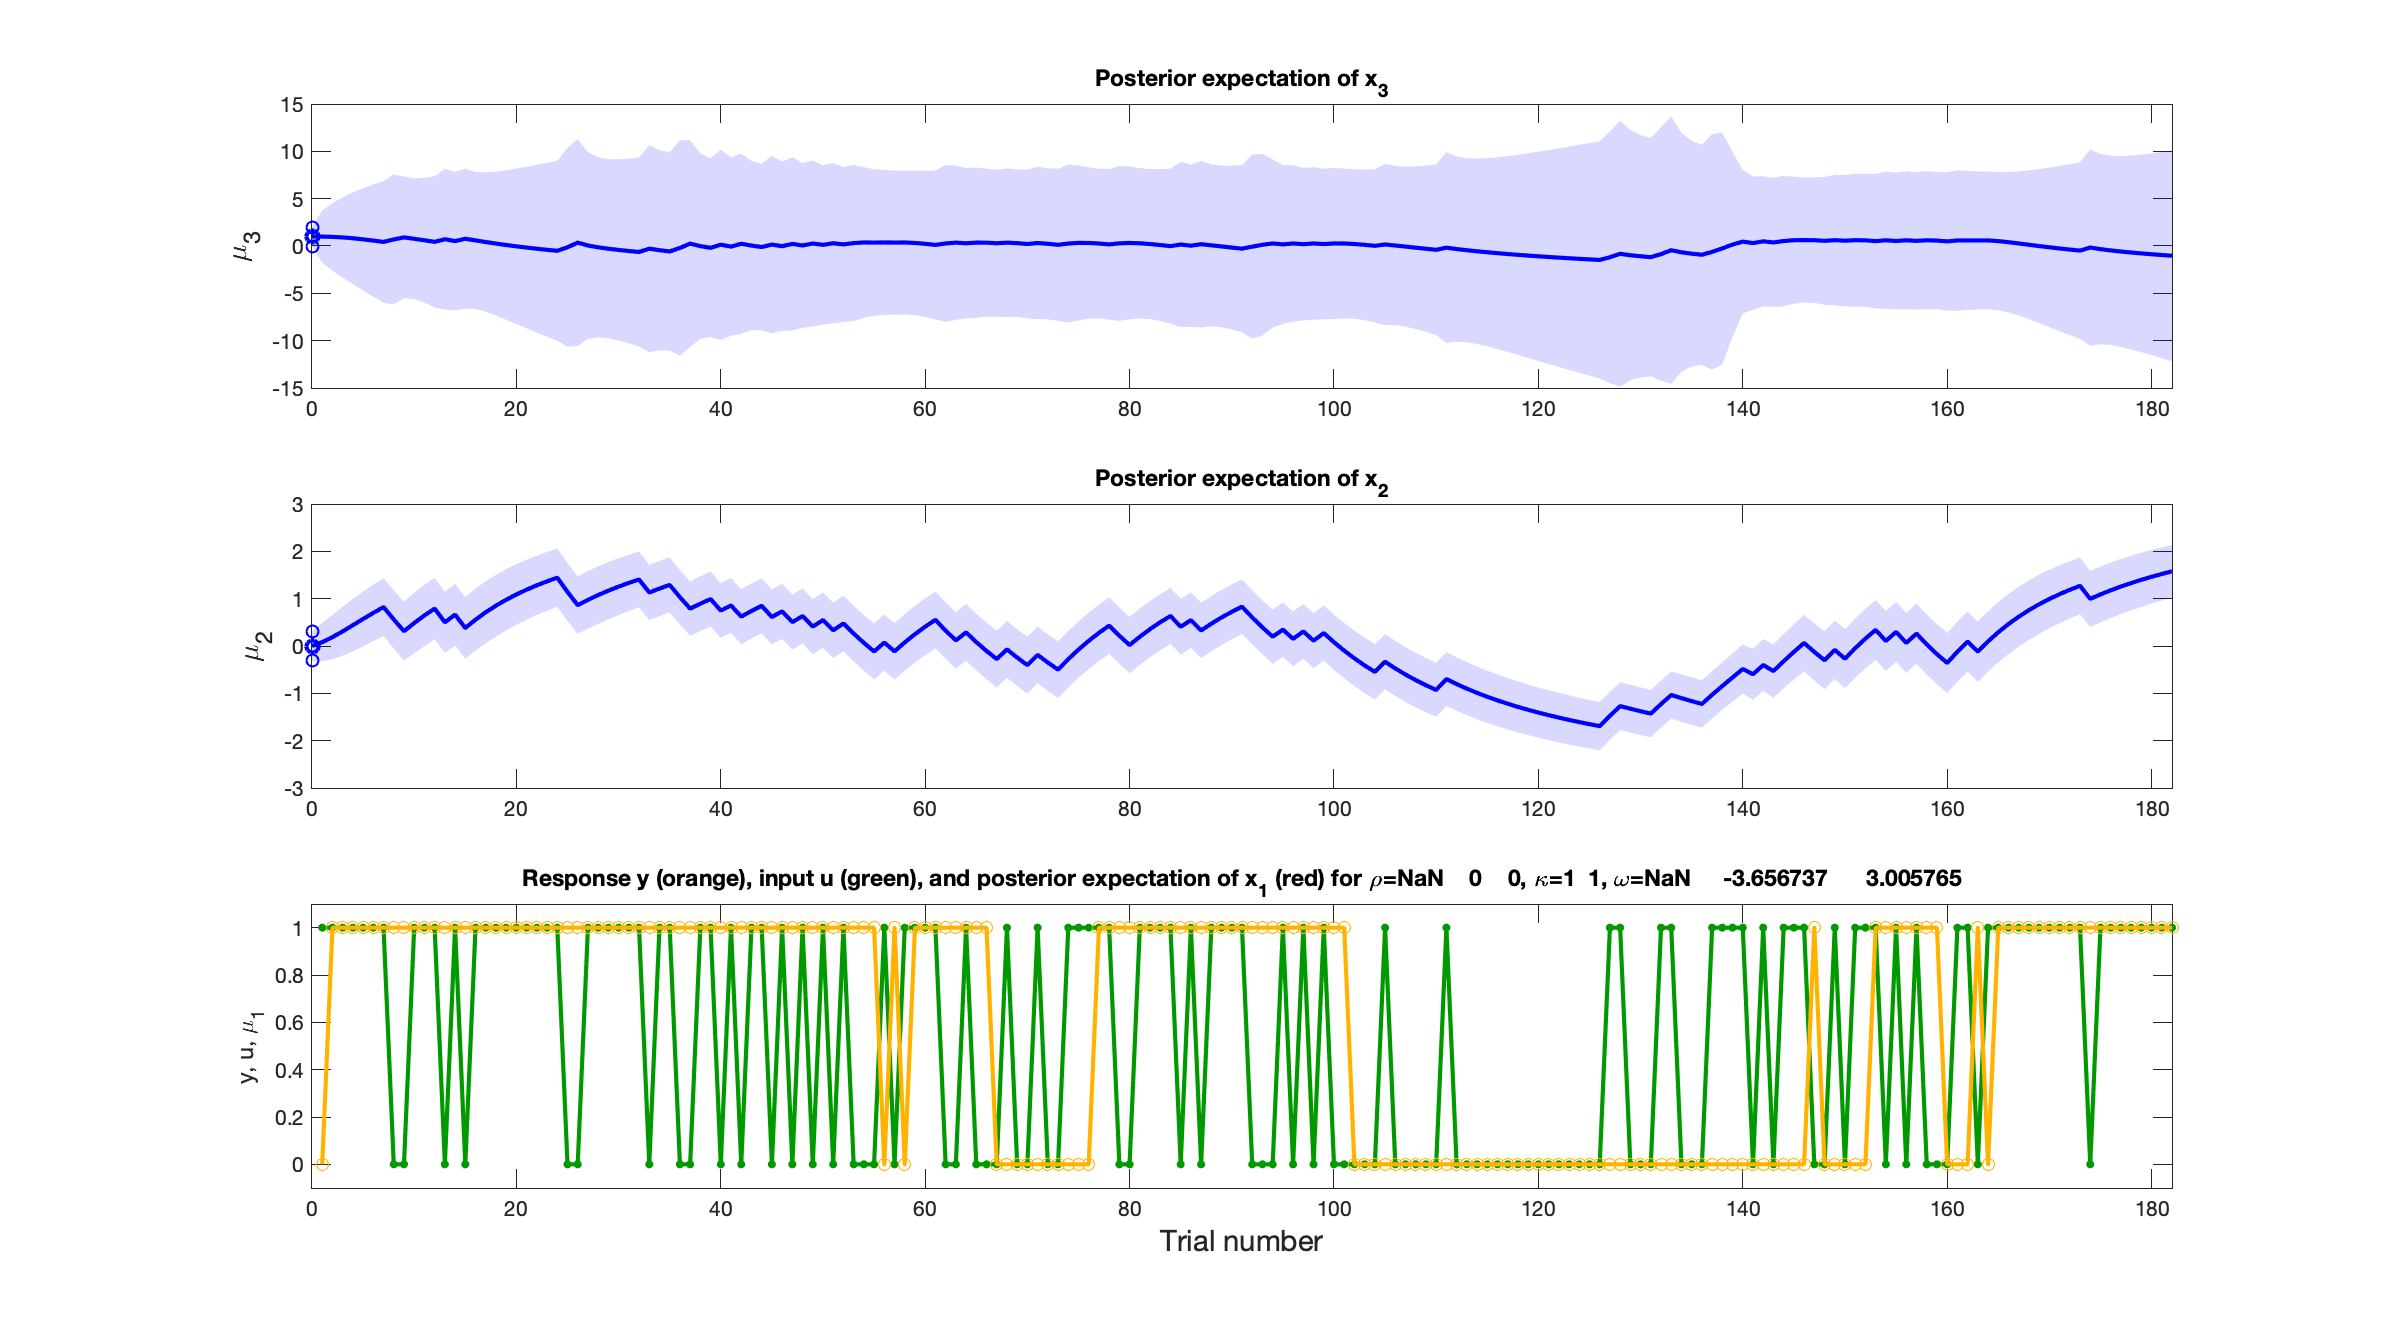 Posterior expectation of x3
15
10
5
0
-5
-10
-15
μ3
0 20 40 60 80 100 120 140 160 180
Posterior expectation of x2
3
2
1
0
-1
-2
-3
μ2
0 20 40 60 80 100 120 140 160 180
Response y (orange), input u (green), and posterior expectation of x1 (red) for ρ=NaN 0 0, κ=1 1, ω=NaN -3.656737 3.005765
1
0.8
0.6
0.4
0.2
0
y, u, μ1
0 20 40 60 80 100 120 140 160 180
Trial number